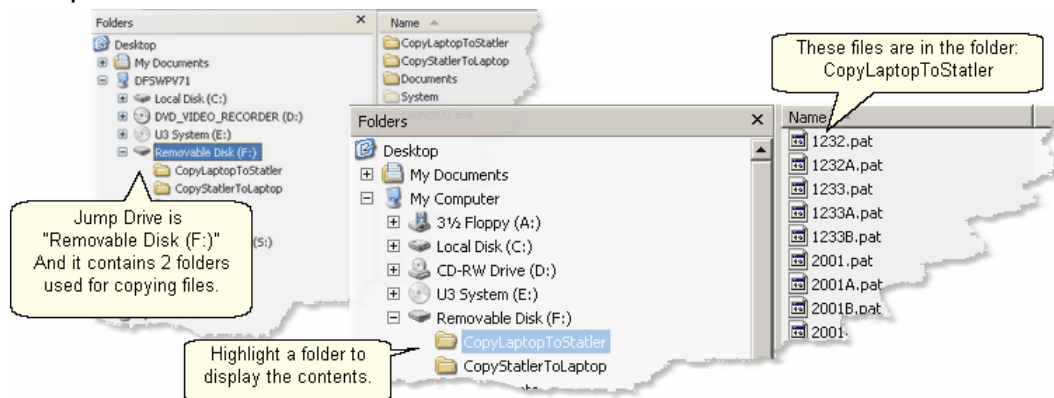 Folders
Desktop
My Documents
DFSWPV71
Local Disk (C:)
DVD_VIDEO_RECORDER (D:)
U3 System (E:)
Removable Disk (F:)
CopyLaptopToStatler
CopyStatlerToLaptop
(S:)
Name
CopyLaptopToStatler
CopyStatlerToLaptop
Documents
System
Jump Drive is
"Removable Disk (F:)"
And it contains 2 folders
used for copying files.
Folders
Desktop
My Documents
My Computer
3½ Floppy (A:)
Local Disk (C:)
CD-RW Drive (D:)
U3 System (E:)
Removable Disk (F:)
CopyLaptopToStatler
CopyStatlerToLaptop
Highlight a folder to
display the contents.
These files are in the folder:
CopyLaptopToStatler
Name
1232.pat
1232A.pat
1233.pat
1233A.pat
1233B.pat
2001.pat
2001A.pat
2001B.pat
2001